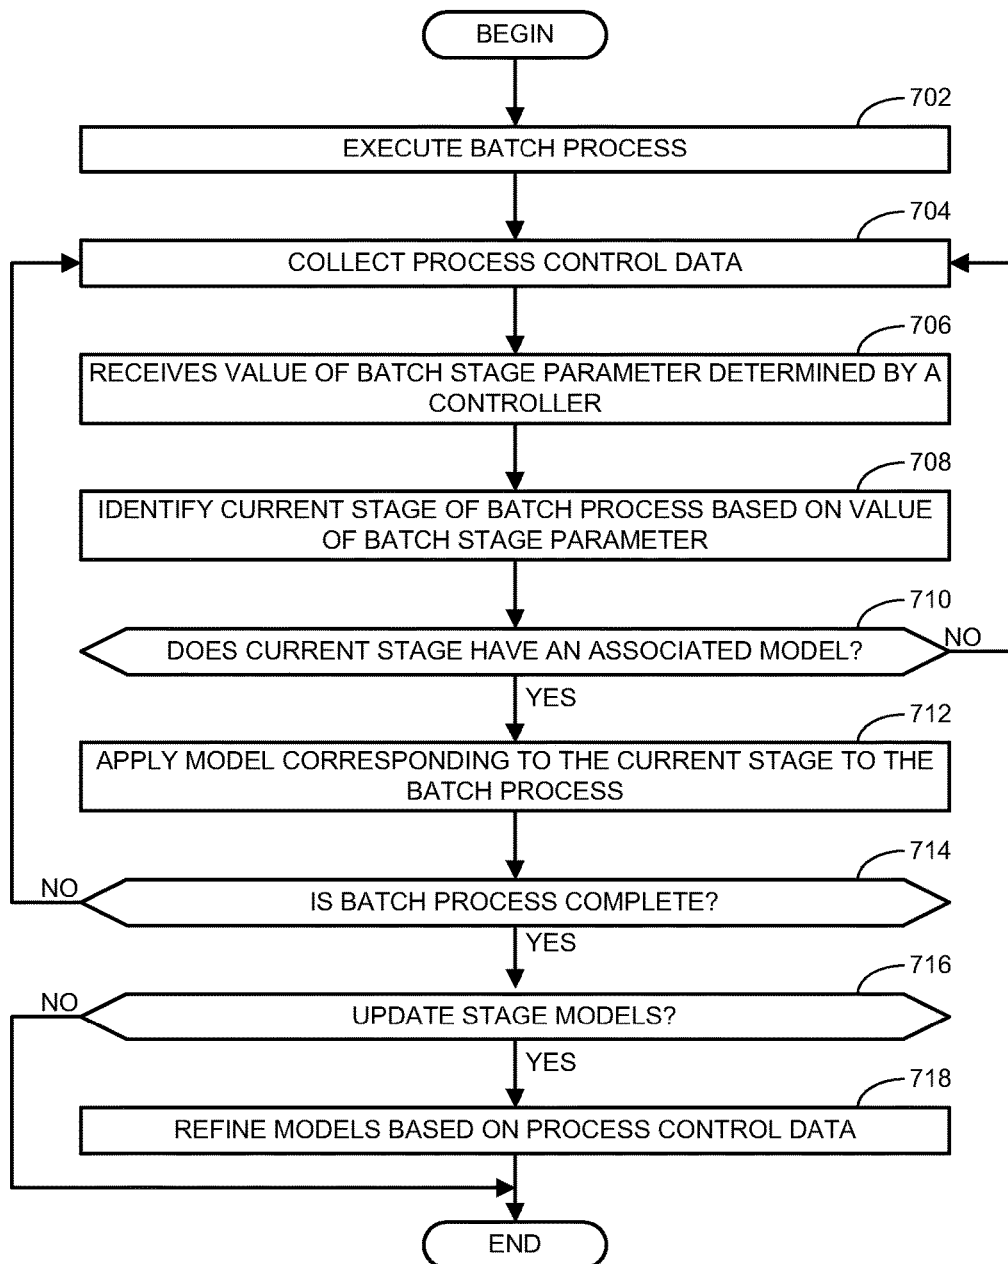 BEGIN
702
EXECUTE BATCH PROCESS
704
COLLECT PROCESS CONTROL DATA
706
RECEIVES VALUE OF BATCH STAGE PARAMETER DETERMINED BY A
CONTROLLER
708
IDENTIFY CURRENT STAGE OF BATCH PROCESS BASED ON VALUE
OF BATCH STAGE PARAMETER
710
DOES CURRENT STAGE HAVE AN ASSOCIATED MODEL?
NO
YES
712
APPLY MODEL CORRESPONDING TO THE CURRENT STAGE TO THE
BATCH PROCESS
714
NO
IS BATCH PROCESS COMPLETE?
YES
716
NO
UPDATE STAGE MODELS?
YES
718
REFINE MODELS BASED ON PROCESS CONTROL DATA
END